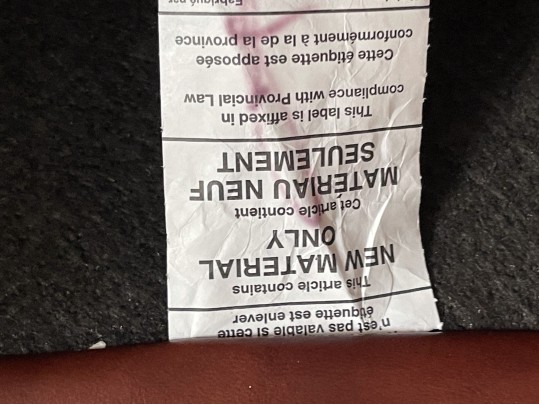 n'est pas valable si cette
étiquette est enlever
This article contains
NEW MATERIAL
ONLY
Cet article contient
MATÉRIAU NEUF
SEULEMENT
This label is affixed in
compliance with Provincial Law
Cette étiquette est apposée
conformément à la de la province
Fabriqué par